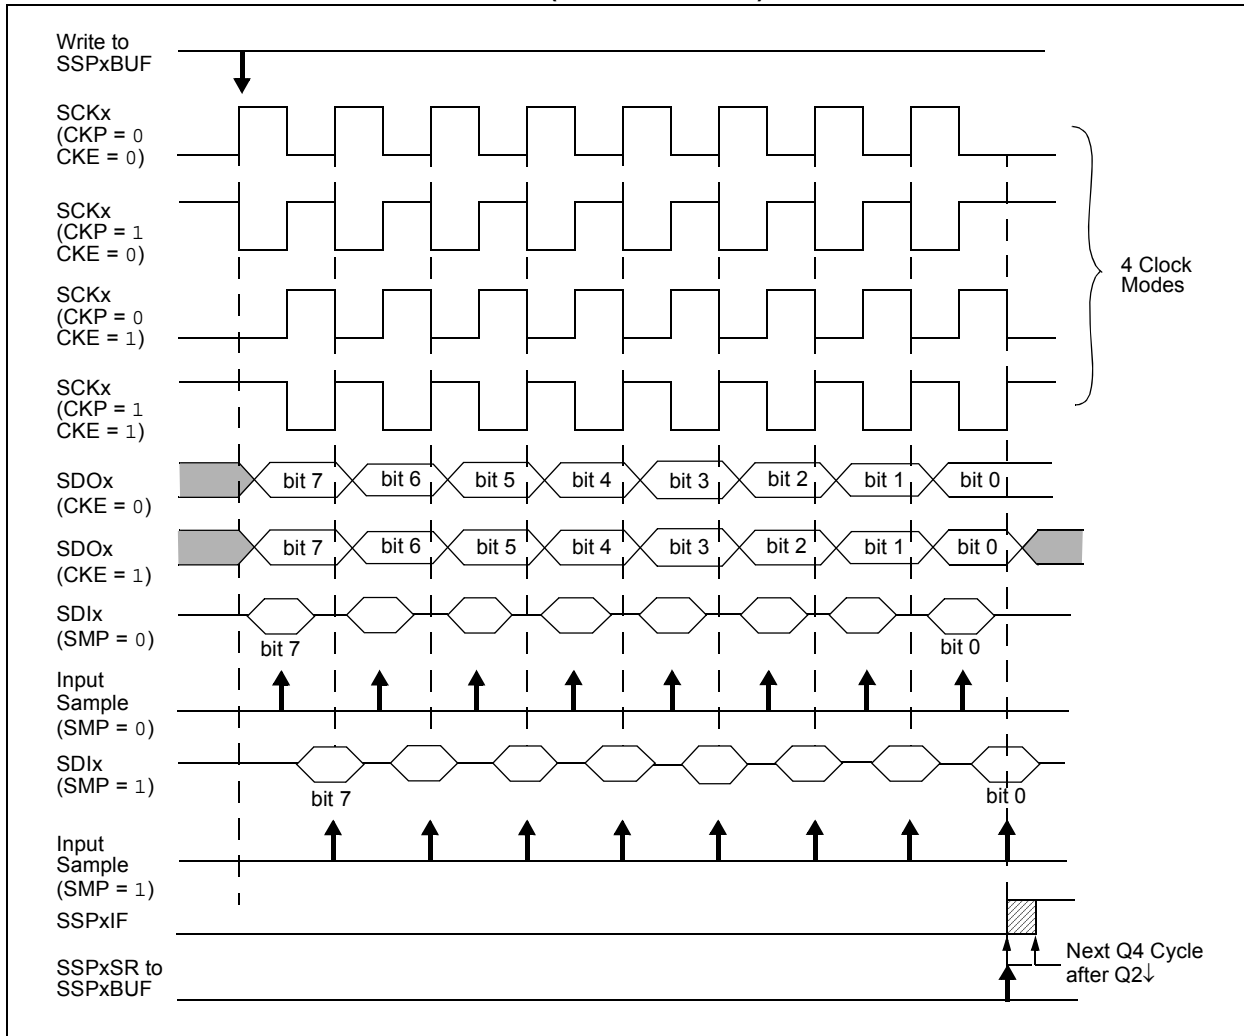 Write to
SSPxBUF
SCKx
(CKP = 0
CKE = 0)
SCKx
(CKP = 1
CKE = 0)
SCKx
(CKP = 0
CKE = 1)
SCKx
(CKP = 1
CKE = 1)
4 Clock
Modes
SDOx
(CKE = 0)
bit 7 bit 6 bit 5 bit 4 bit 3 bit 2 bit 1 bit 0
SDOx
(CKE = 1)
bit 7 bit 6 bit 5 bit 4 bit 3 bit 2 bit 1 bit 0
SDIx
(SMP = 0)
bit 7 bit 0
Input
Sample
(SMP = 0)
SDIx
(SMP = 1)
bit 7 bit 0
Input
Sample
(SMP = 1)
SSPxIF
SSPxSR to
SSPxBUF
Next Q4 Cycle
after Q2↓